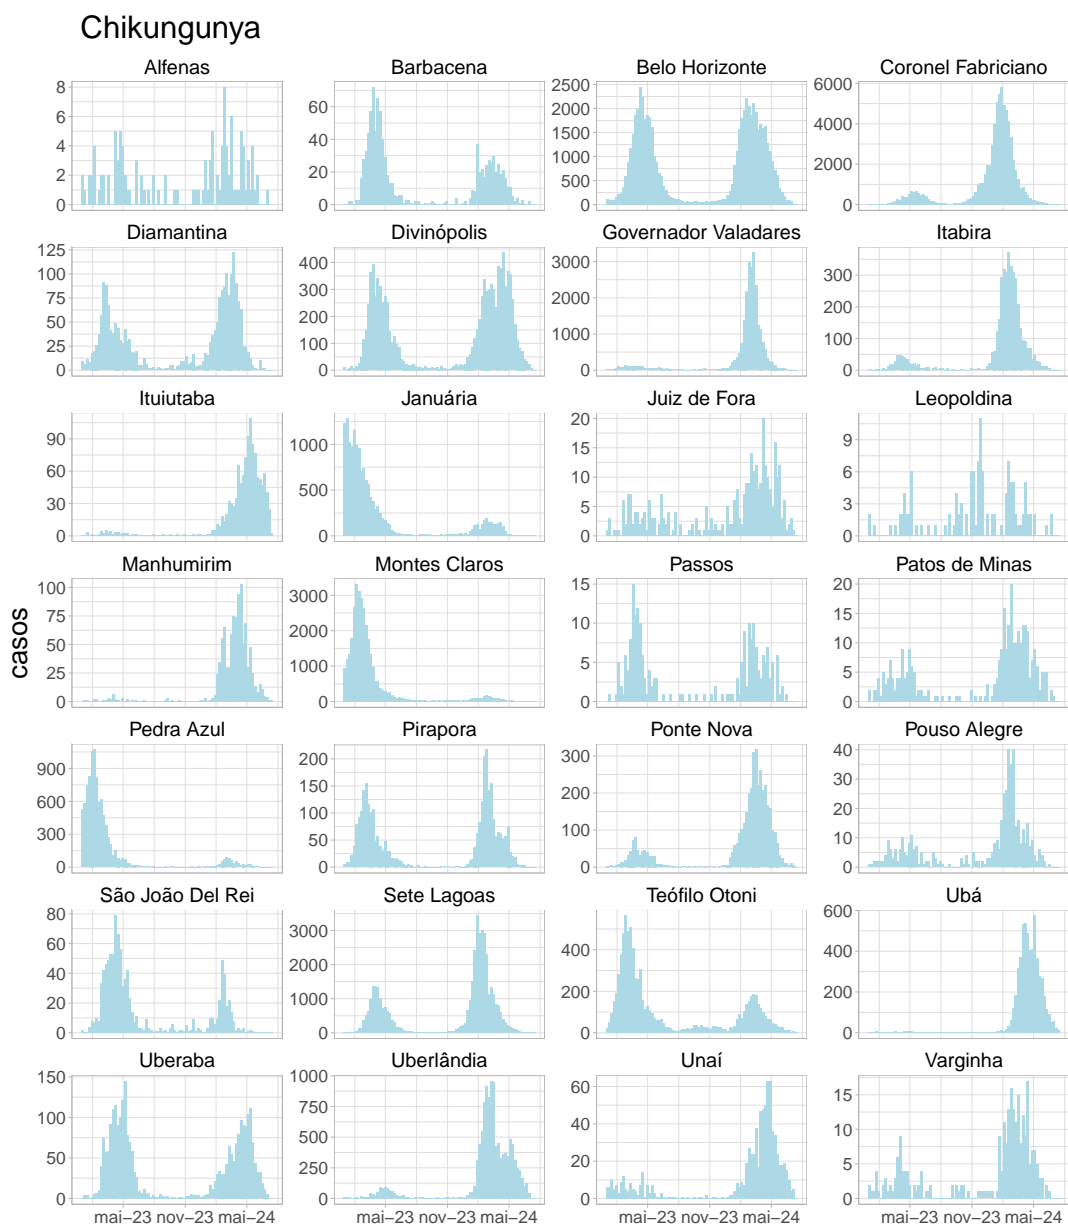 Chikungunya
Alfenas Barbacena Belo Horizonte Coronel Fabriciano
8 6 4 2 0
60 40 20 0
2500 2000 1500 1000 500 0
6000 4000 2000 0
Diamantina Divinópolis Governador Valadares Itabira
125 100 75 50 25 0
400 300 200 100 0
3000 2000 1000 0
300 200 100 0
Ituiutaba Januária Juiz de Fora Leopoldina
90 60 30 0
1000 500 0
20 15 10 5 0
9 6 3 0
Manhumirim Montes Claros Passos Patos de Minas
100 75 50 25 0
3000 2000 1000 0
15 10 5 0
20 15 10 5 0
casos
Pedra Azul Pirapora Ponte Nova Pouso Alegre
900 600 300 0
200 150 100 50 0
300 200 100 0
40 30 20 10 0
São João Del Rei Sete Lagoas Teófilo Otoni Ubá
80 60 40 20 0
3000 2000 1000 0
400 200 0
600 400 200 0
Uberaba Uberlândia Unaí Varginha
150 100 50 0
1000 750 500 250 0
60 40 20 0
15 10 5 0
mai–23 nov–23 mai–24 mai–23 nov–23 mai–24 mai–23 nov–23 mai–24 mai–23 nov–23 mai–24